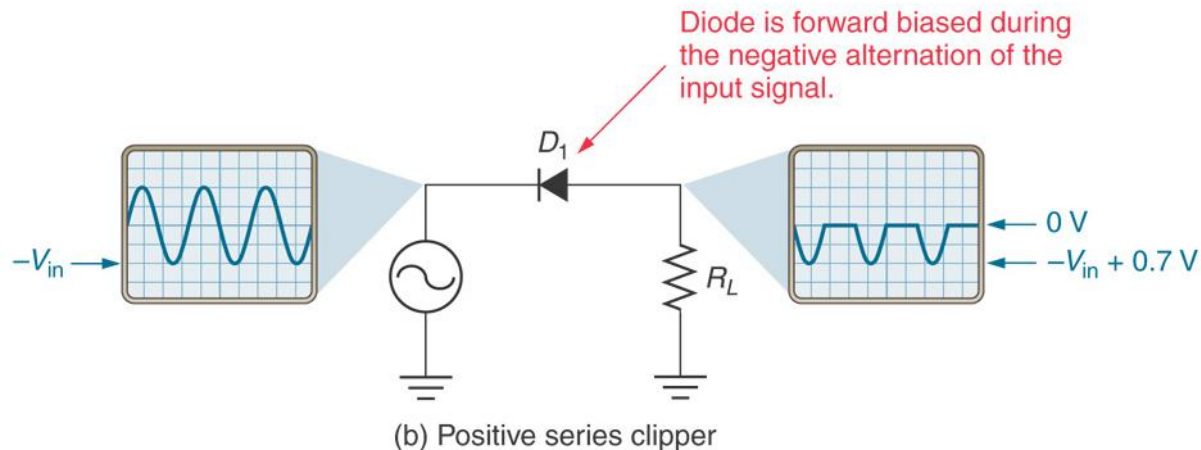 Diode is forward biased during
the negative alternation of the
input signal.
D₁
−Vin
0 V
−Vin + 0.7 V
RL
(b) Positive series clipper